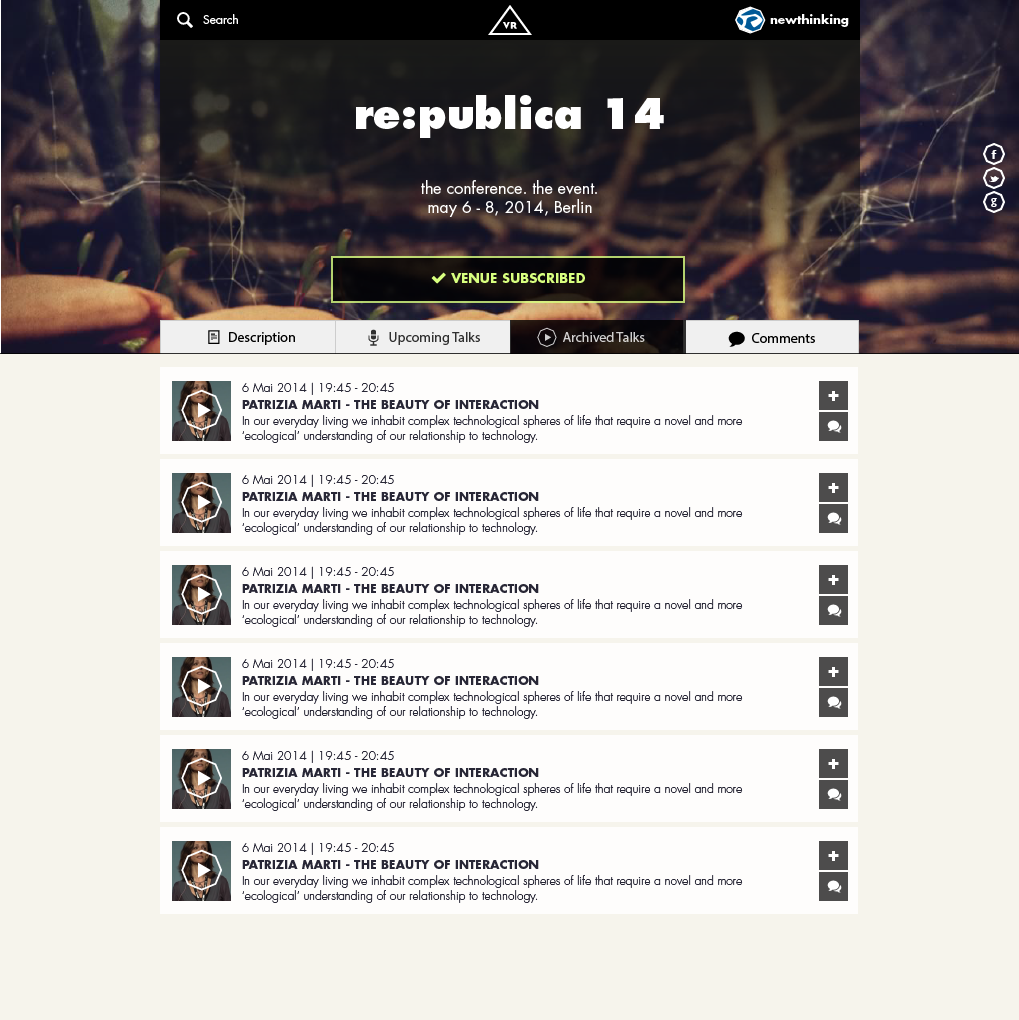 Search
VR
newthinking
re:publica 14
the conference. the event.
may 6 - 8, 2014, Berlin
f
g
VENUE SUBSCRIBED
Description
Upcoming Talks
Archived Talks
Comments
6 Mai 2014 | 19:45 - 20:45
PATRIZIA MARTI - THE BEAUTY OF INTERACTION
In our everyday living we inhabit complex technological spheres of life that require a novel and more
‘ecological’ understanding of our relationship to technology.
6 Mai 2014 | 19:45 - 20:45
PATRIZIA MARTI - THE BEAUTY OF INTERACTION
In our everyday living we inhabit complex technological spheres of life that require a novel and more
‘ecological’ understanding of our relationship to technology.
6 Mai 2014 | 19:45 - 20:45
PATRIZIA MARTI - THE BEAUTY OF INTERACTION
In our everyday living we inhabit complex technological spheres of life that require a novel and more
‘ecological’ understanding of our relationship to technology.
6 Mai 2014 | 19:45 - 20:45
PATRIZIA MARTI - THE BEAUTY OF INTERACTION
In our everyday living we inhabit complex technological spheres of life that require a novel and more
‘ecological’ understanding of our relationship to technology.
6 Mai 2014 | 19:45 - 20:45
PATRIZIA MARTI - THE BEAUTY OF INTERACTION
In our everyday living we inhabit complex technological spheres of life that require a novel and more
‘ecological’ understanding of our relationship to technology.
6 Mai 2014 | 19:45 - 20:45
PATRIZIA MARTI - THE BEAUTY OF INTERACTION
In our everyday living we inhabit complex technological spheres of life that require a novel and more
‘ecological’ understanding of our relationship to technology.